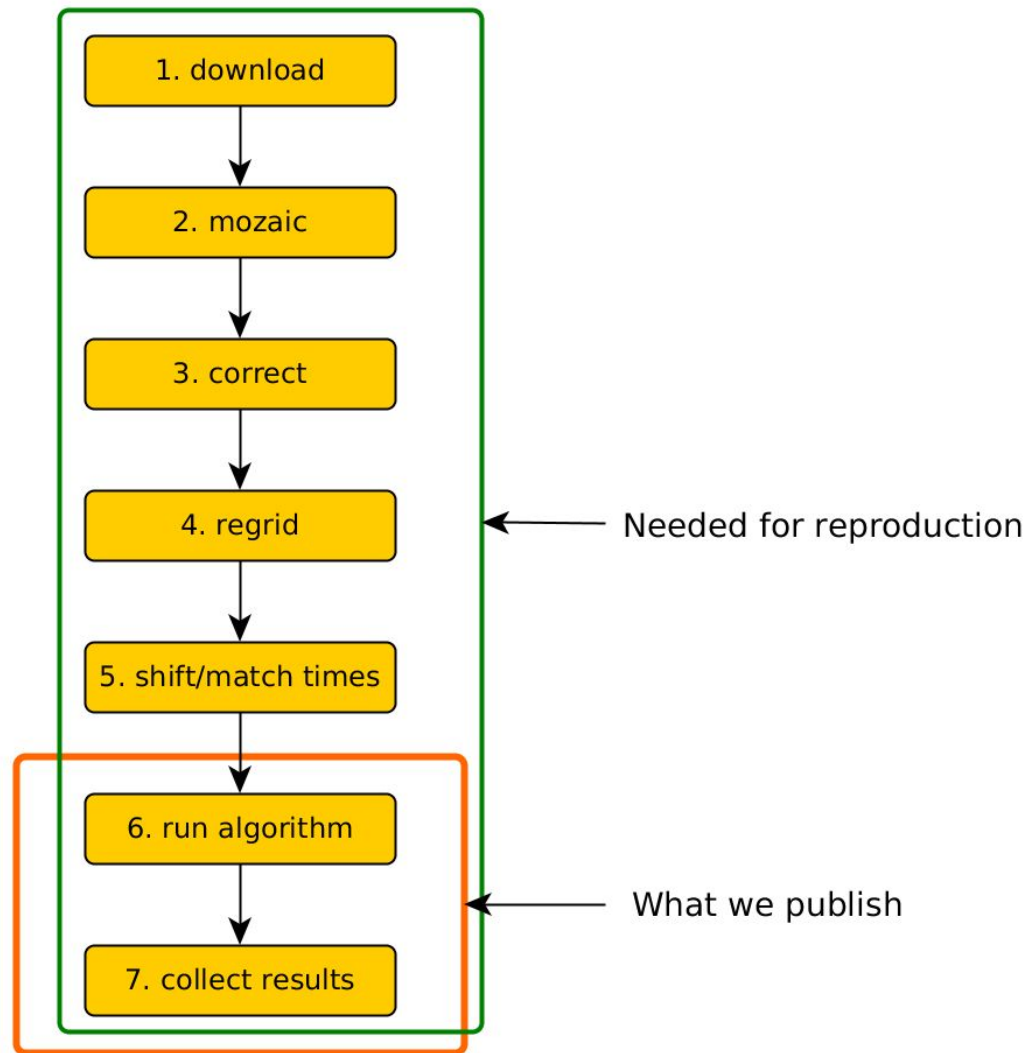 1. download
2. mozaic
3. correct
4. regrid
Needed for reproduction
5. shift/match times
6. run algorithm
What we publish
7. collect results